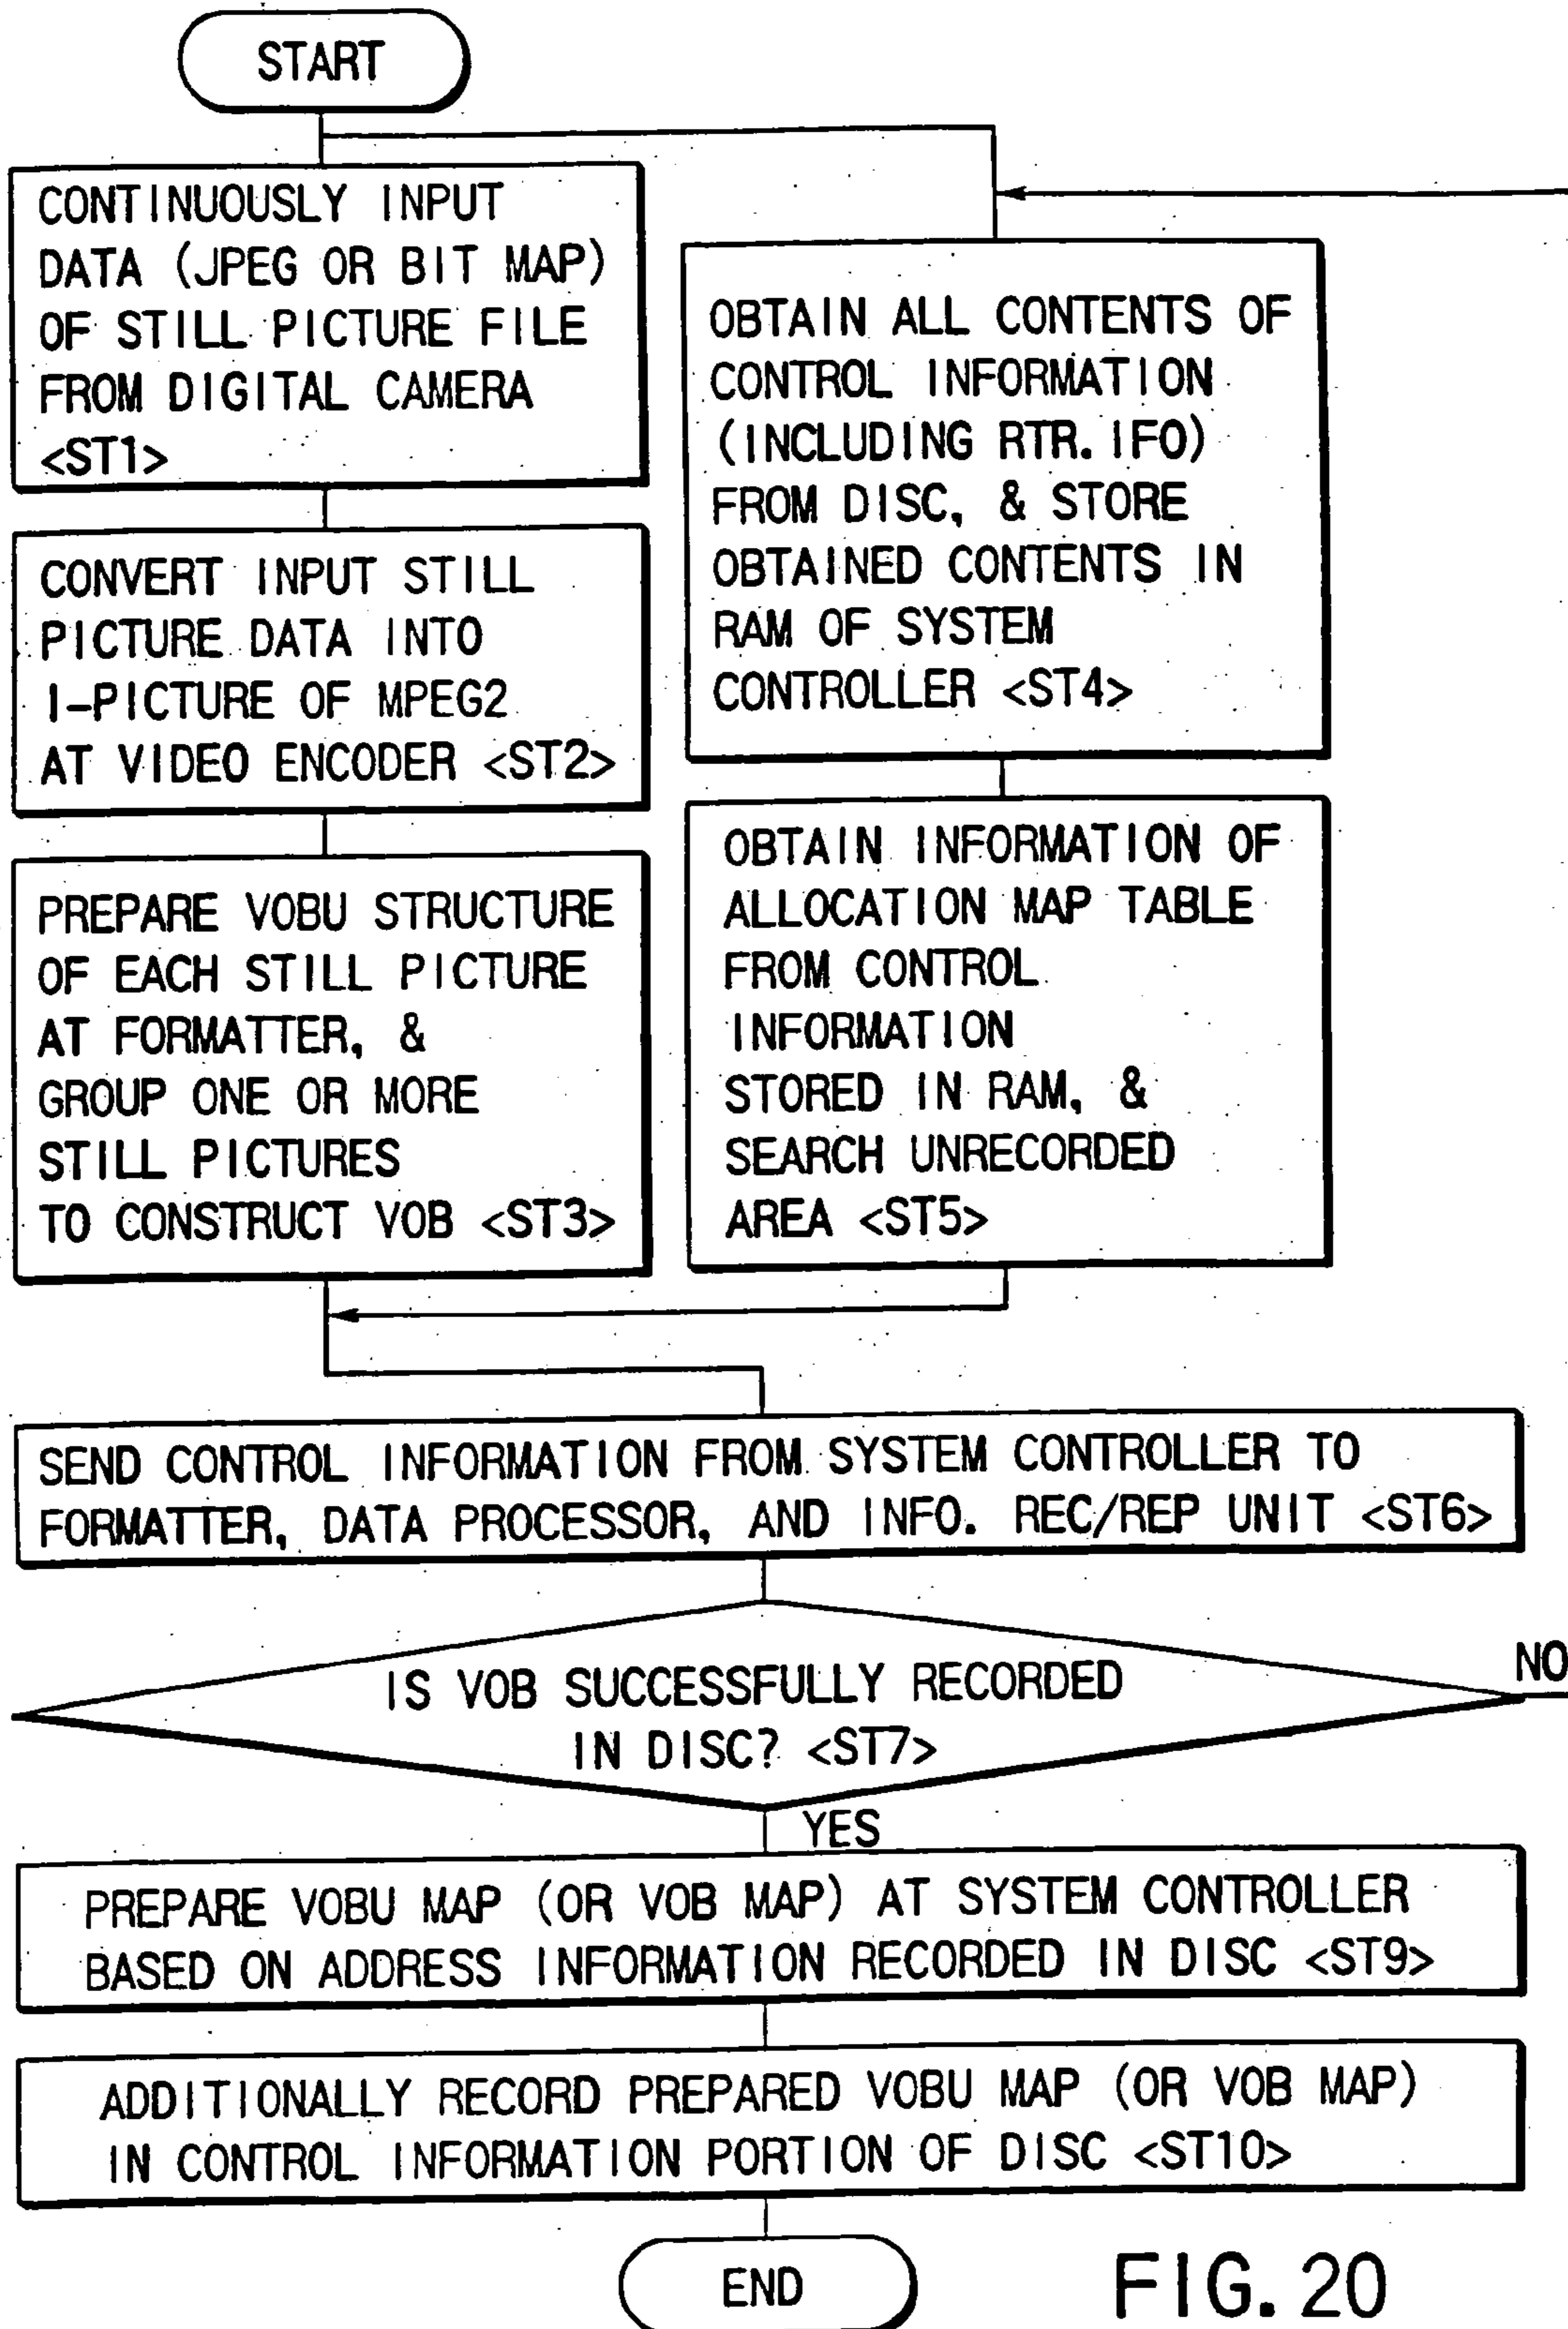 START
CONTINUOUSLY INPUT
DATA (JPEG OR BIT MAP)
OF STILL PICTURE FILE
FROM DIGITAL CAMERA
<ST1>
CONVERT INPUT STILL
PICTURE DATA INTO
I-PICTURE OF MPEG2
AT VIDEO ENCODER <ST2>
PREPARE VOBU STRUCTURE
OF EACH STILL PICTURE
AT FORMATTER, &
GROUP ONE OR MORE
STILL PICTURES
TO CONSTRUCT VOB <ST3>
OBTAIN ALL CONTENTS OF
CONTROL INFORMATION
(INCLUDING RTR. IFO)
FROM DISC, & STORE
OBTAINED CONTENTS IN
RAM OF SYSTEM
CONTROLLER <ST4>
OBTAIN INFORMATION OF
ALLOCATION MAP TABLE
FROM CONTROL
INFORMATION
STORED IN RAM, &
SEARCH UNRECORDED
AREA <ST5>
SEND CONTROL INFORMATION FROM SYSTEM CONTROLLER TO
FORMATTER, DATA PROCESSOR, AND INFO. REC/REP UNIT <ST6>
IS VOB SUCCESSFULLY RECORDED
IN DISC? <ST7>
NO
YES
PREPARE VOBU MAP (OR VOB MAP) AT SYSTEM CONTROLLER
BASED ON ADDRESS INFORMATION RECORDED IN DISC <ST9>
ADDITIONALLY RECORD PREPARED VOBU MAP (OR VOB MAP)
IN CONTROL INFORMATION PORTION OF DISC <ST10>
END
FIG. 20